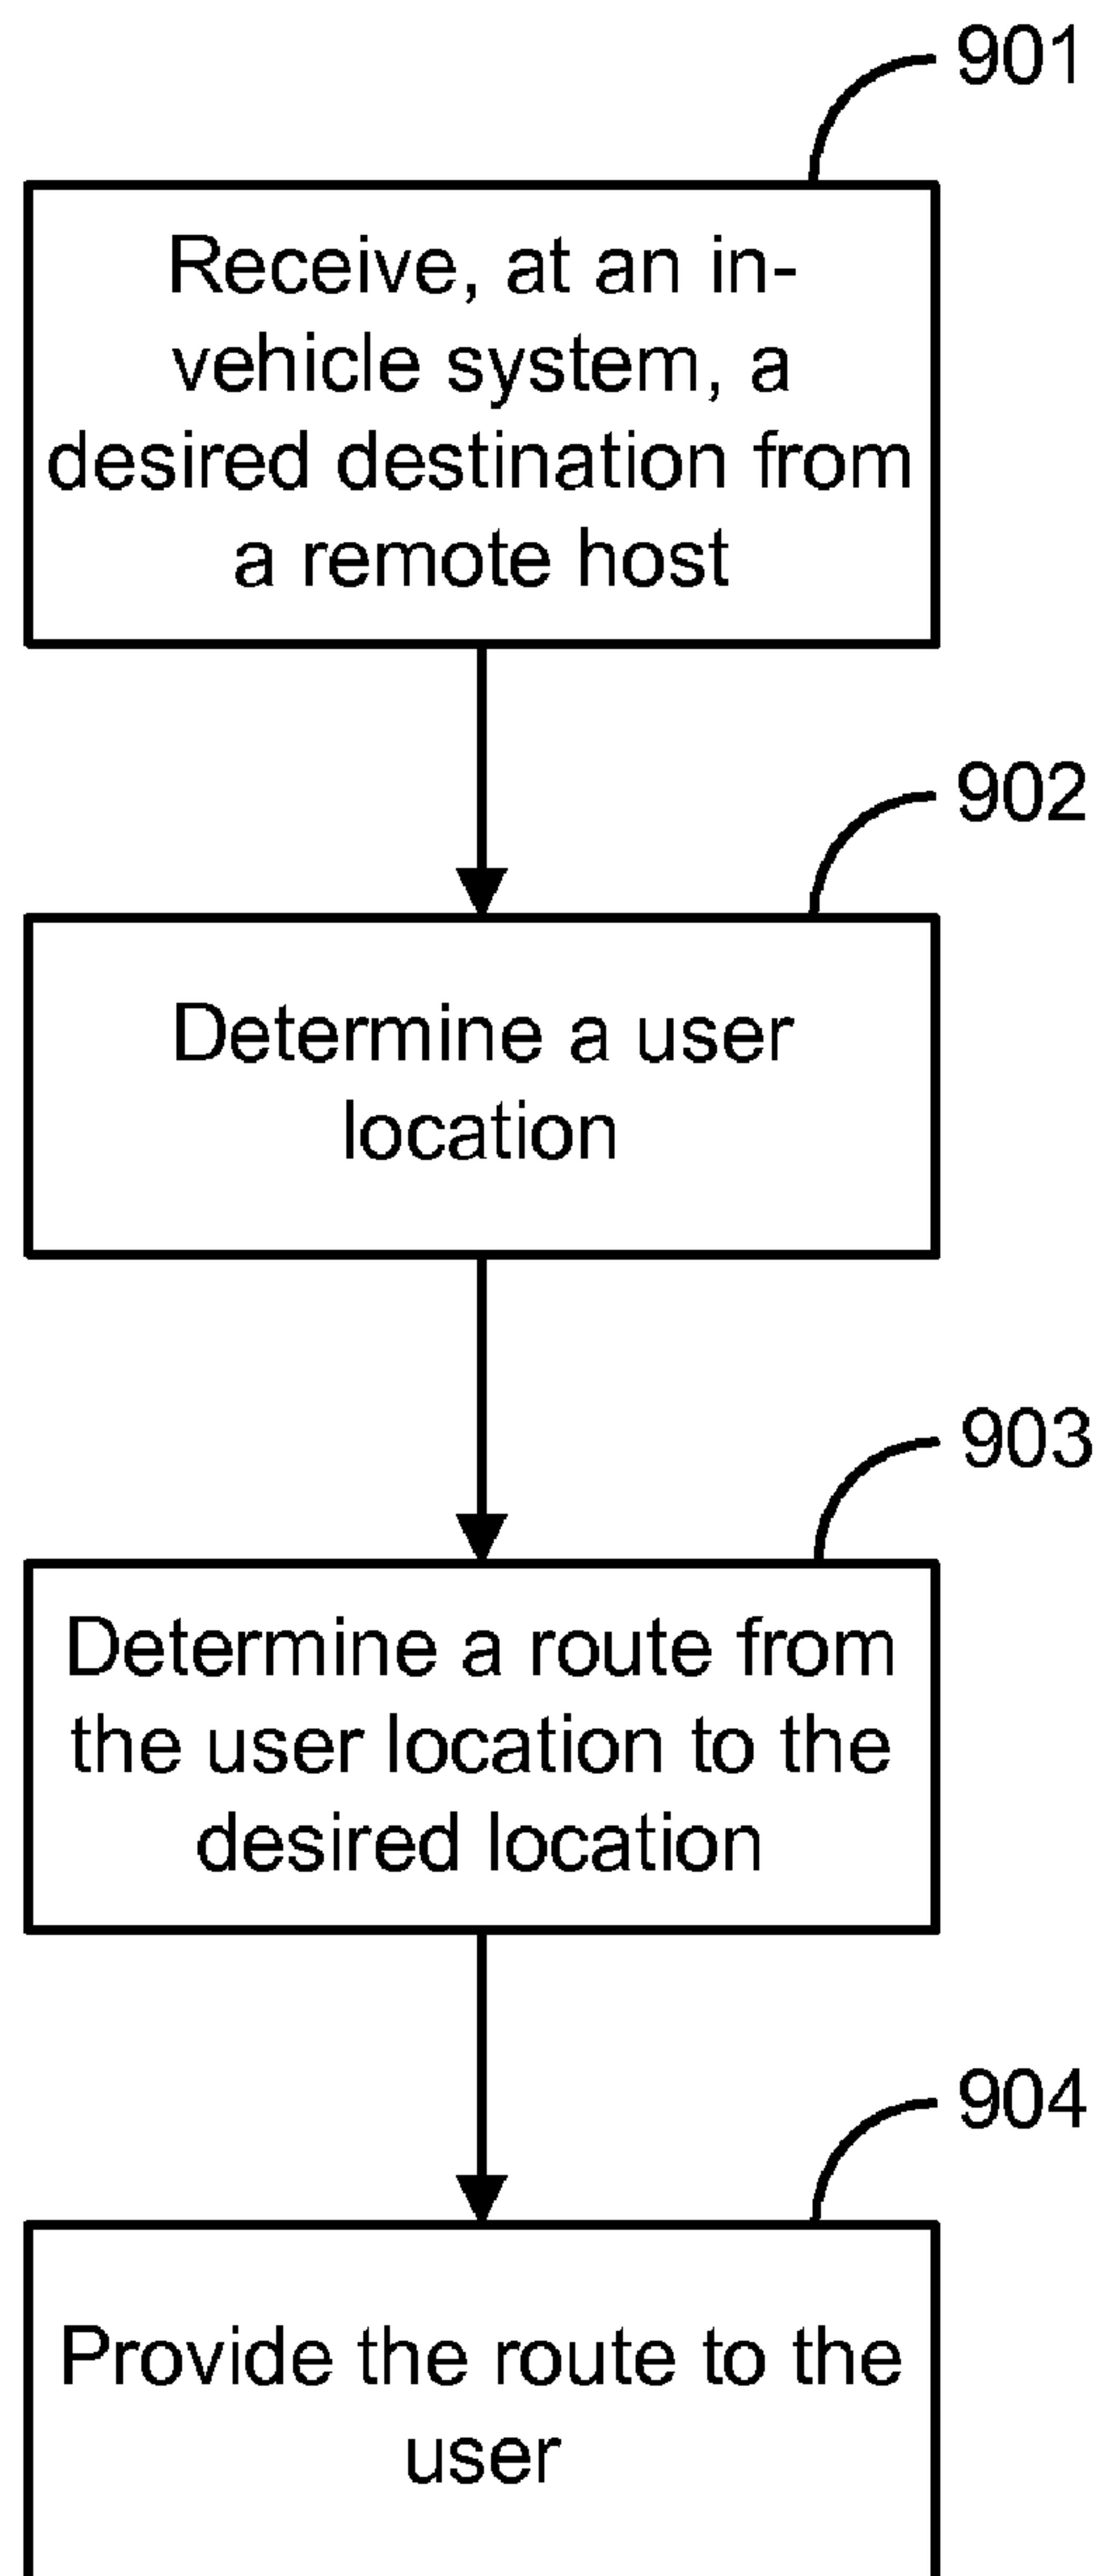 901
Receive, at an in-
vehicle system, a
desired destination from
a remote host
902
Determine a user
location
903
Determine a route from
the user location to the
desired location
904
Provide the route to the
user